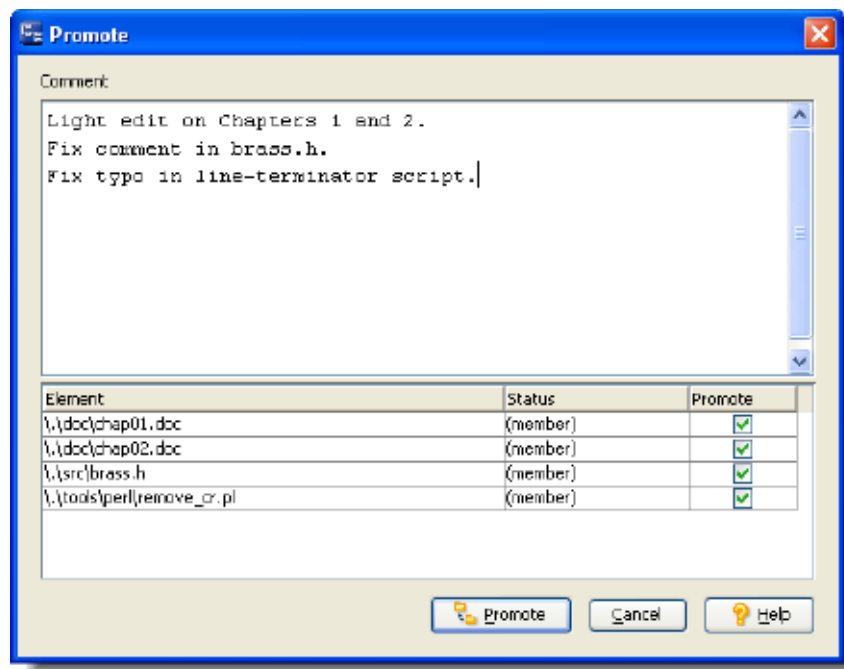 Promote
Comment
Light edit on Chapters 1 and 2.
Fix comment in brass.h.
Fix typo in line-terminator script.
Element Status Promote
\.\doc\chap01.doc (member)
\.\doc\chap02.doc (member)
\.\src\brass.h (member)
\.\tools\perl\remove_cr.pl (member)
Promote Cancel Help